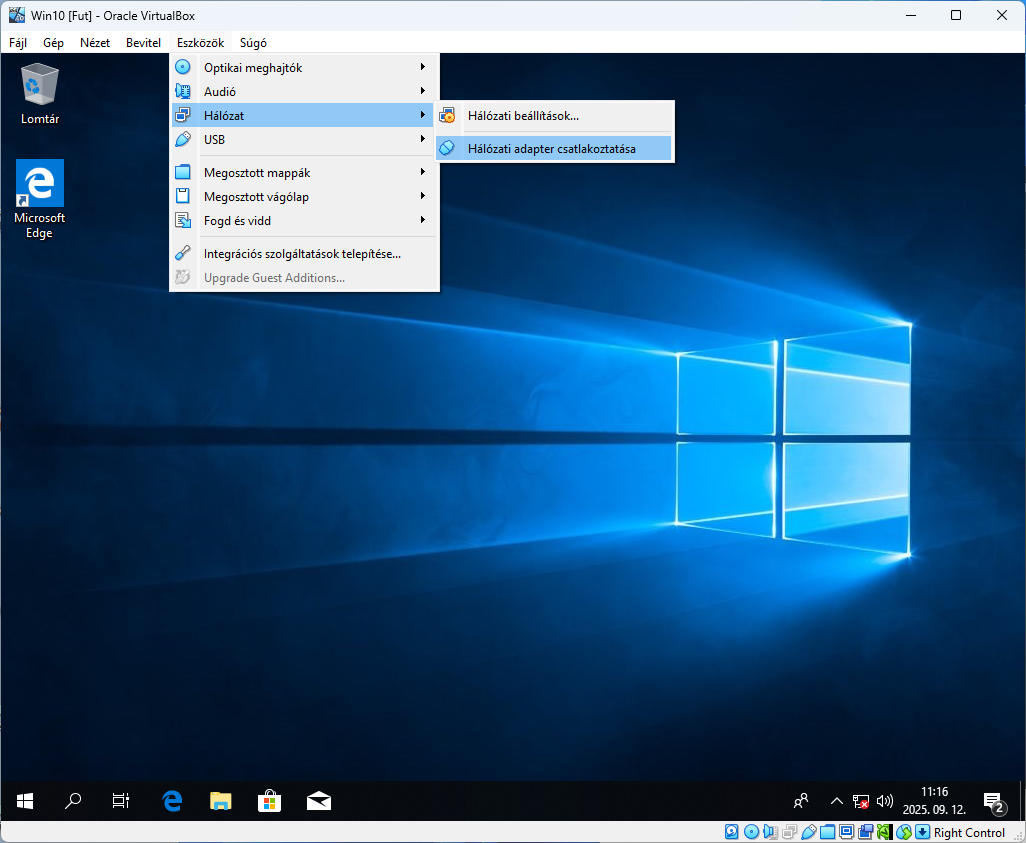 Win10 [Fut] - Oracle VirtualBox
Fájl Gép Nézet Bevitel Eszközök Súgó
Lomtár
Microsoft
Edge
Optikai meghajtók
Audió
Hálózat
USB
Megosztott mappák
Megosztott vágólap
Fogd és vidd
Integrációs szolgáltatások telepítése...
Upgrade Guest Additions...
Hálózati beállítások...
Hálózati adapter csatlakoztatása
11:16
2025. 09. 12.
2
Right Control